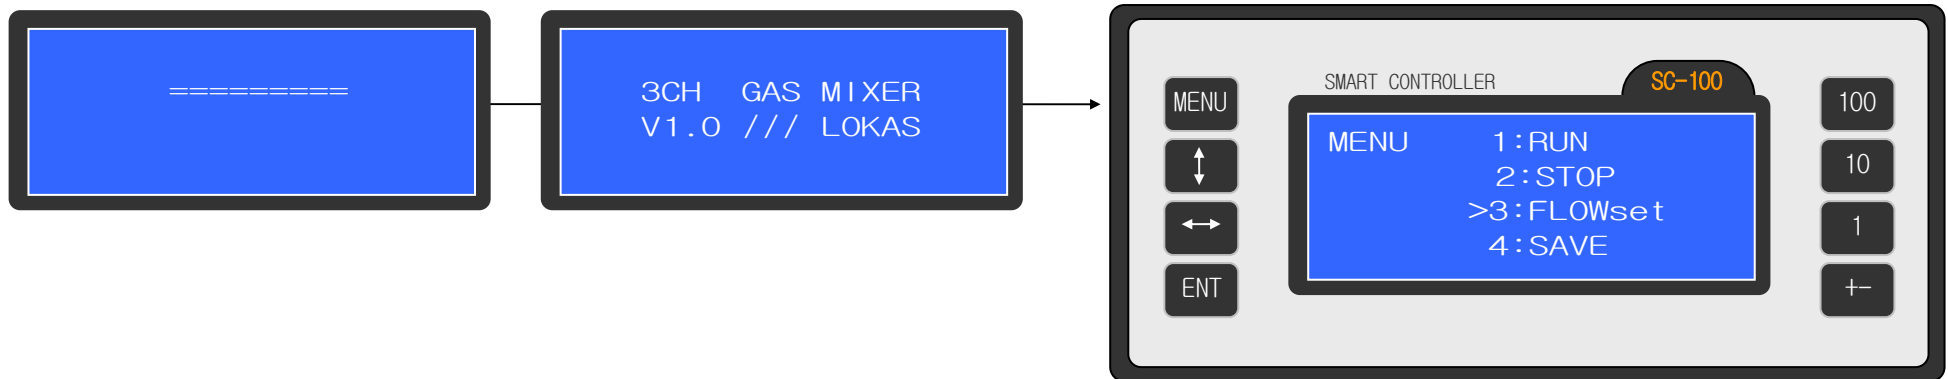 =========
3CH GAS MIXER
V1.0 /// LOKAS
SMART CONTROLLER
SC-100
MENU
ENT
MENU 1:RUN
2:STOP
>3:FLOWset
4:SAVE
100
10
1
+-